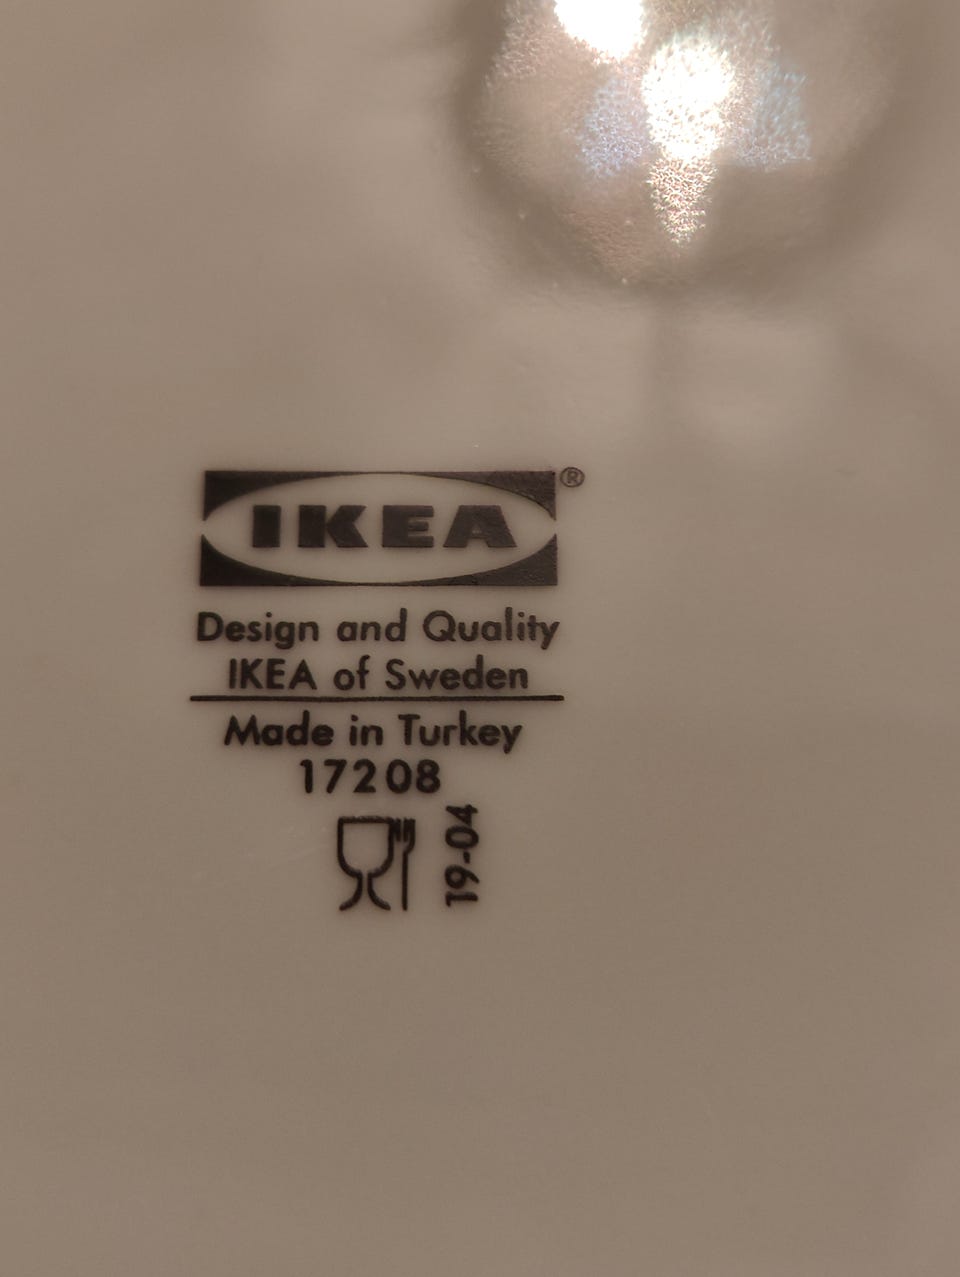 IKEA®
Design and Quality
IKEA of Sweden
Made in Turkey
17208
19-04